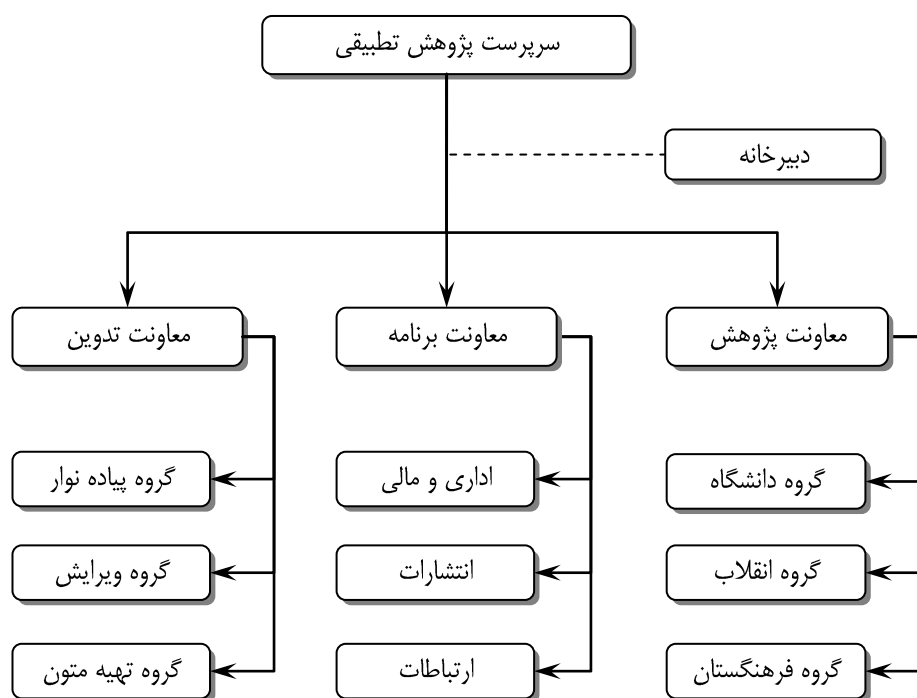 سرپرست پژوهش تطبیقی
دبیرخانه
معاونت پژوهش
معاونت برنامه
معاونت تدوین
گروه دانشگاه
اداری و مالی
گروه پیاده نوار
گروه انقلاب
انتشارات
گروه ویرایش
گروه فرهنگستان
ارتباطات
گروه تهیه متون